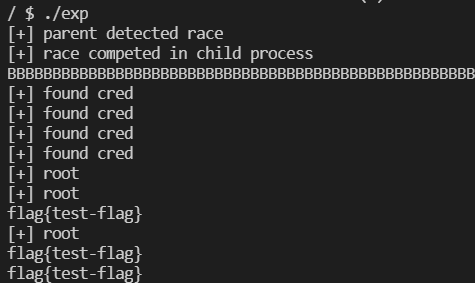 / $ ./exp
[+] parent detected race
[+] race competed in child process
BBBBBBBBBBBBBBBBBBBBBBBBBBBBBBBBBBBBBBBBBBBBBBBBBBBB
[+] found cred
[+] found cred
[+] found cred
[+] found cred
[+] root
[+] root
flag{test-flag}
[+] root
flag{test-flag}
flag{test-flag}